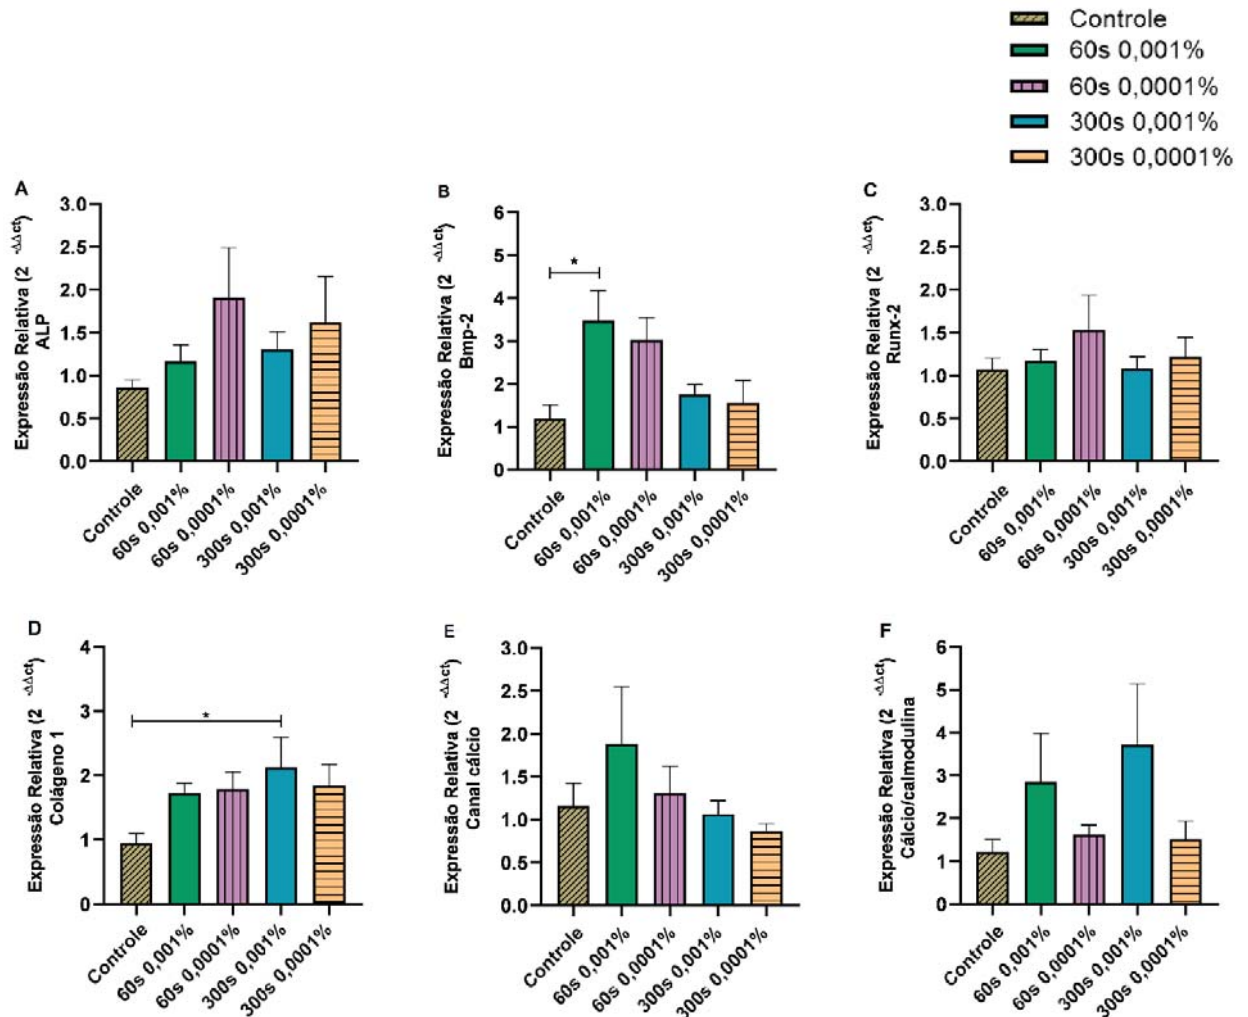 Controle
60s 0,001%
60s 0,0001%
300s 0,001%
300s 0,0001%
A
Expressão Relativa (2 -ΔΔct)
ALP
3.0
2.5
2.0
1.5
1.0
0.5
0.0
Controle
60s 0,001%
60s 0,0001%
300s 0,001%
300s 0,0001%
B
Expressão Relativa (2 -ΔΔct)
Bmp-2
6
5
4
3
2
1
0
*
Controle
60s 0,001%
60s 0,0001%
300s 0,001%
300s 0,0001%
C
Expressão Relativa (2 -ΔΔct)
Runx-2
3.0
2.5
2.0
1.5
1.0
0.5
0.0
Controle
60s 0,001%
60s 0,0001%
300s 0,001%
300s 0,0001%
D
Expressão Relativa (2 -ΔΔct)
Colágeno 1
4
3
2
1
0
*
Controle
60s 0,001%
60s 0,0001%
300s 0,001%
300s 0,0001%
E
Expressão Relativa (2 -ΔΔct)
Canal cálcio
3.0
2.5
2.0
1.5
1.0
0.5
0.0
Controle
60s 0,001%
60s 0,0001%
300s 0,001%
300s 0,0001%
F
Expressão Relativa (2 -ΔΔct)
Cálcio/calmodulina
6
5
4
3
2
1
0
Controle
60s 0,001%
60s 0,0001%
300s 0,001%
300s 0,0001%